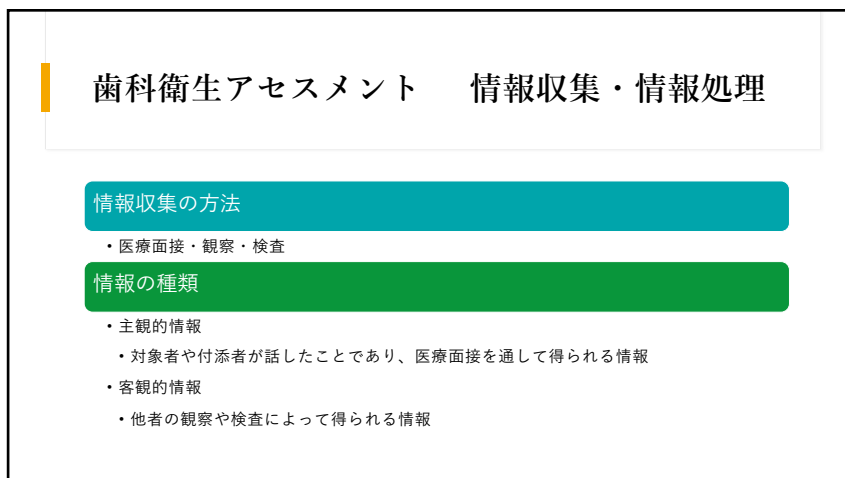 歯科衛生アセスメント　情報収集・情報処理
情報収集の方法
• 医療面接・観察・検査
情報の種類
• 主観的情報
• 対象者や付添者が話したことであり、医療面接を通して得られる情報
• 客観的情報
• 他者の観察や検査によって得られる情報